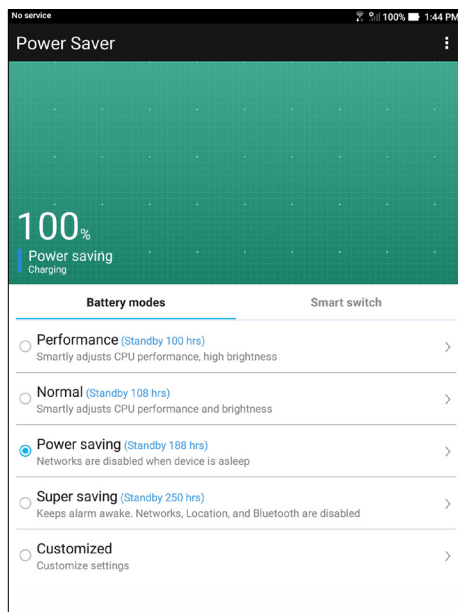 No service 100% 1:44 PM
Power Saver
100%
Power saving
Charging
Battery modes Smart switch
Performance (Standby 100 hrs)
Smartly adjusts CPU performance, high brightness
Normal (Standby 108 hrs)
Smartly adjusts CPU performance and brightness
Power saving (Standby 188 hrs)
Networks are disabled when device is asleep
Super saving (Standby 250 hrs)
Keeps alarm awake. Networks, Location, and Bluetooth are disabled
Customized
Customize settings